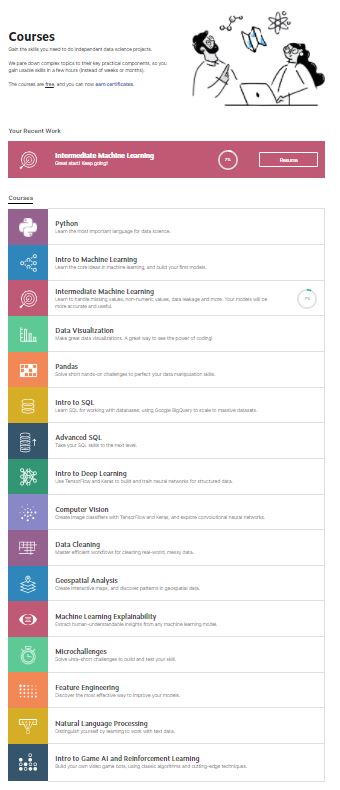 Courses
Gain the skills you need to do independent data science projects.
We pare down complex topics to their key practical components, so you
gain usable skills in a few hours (instead of weeks or months).
The courses are free, and you can now earn certificates.
Your Recent Work
Intermediate Machine Learning
Great start! Keep going!
7%
Resume
Courses
Python
Learn the most important language for data science.
Intro to Machine Learning
Learn the core ideas in machine learning, and build your first models.
Intermediate Machine Learning
Learn to handle missing values, non-numeric values, data leakage and more. Your models will be
more accurate and useful.
7%
Data Visualization
Make great data visualizations. A great way to see the power of coding!
Pandas
Solve short hands-on challenges to perfect your data manipulation skills.
Intro to SQL
Learn SQL for working with databases, using Google BigQuery to scale to massive datasets.
Advanced SQL
Take your SQL skills to the next level.
Intro to Deep Learning
Use TensorFlow and Keras to build and train neural networks for structured data.
Computer Vision
Create image classifiers with TensorFlow and Keras, and explore convolutional neural networks.
Data Cleaning
Master efficient workflows for cleaning real-world, messy data.
Geospatial Analysis
Create interactive maps, and discover patterns in geospatial data.
Machine Learning Explainability
Extract human-understandable insights from any machine learning model.
Microchallenges
Solve ultra-short challenges to build and test your skill.
Feature Engineering
Discover the most effective way to improve your models.
Natural Language Processing
Distinguish yourself by learning to work with text data.
Intro to Game AI and Reinforcement Learning
Build your own video game bots, using classic algorithms and cutting-edge techniques.